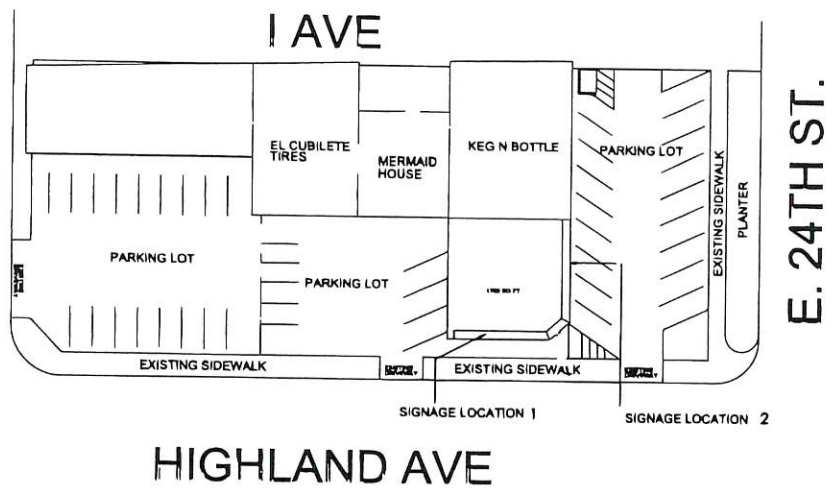 I AVE
E. 24TH ST.
EL CUBILETE
TIRES
MERMAID
HOUSE
KEG N BOTTLE
PARKING LOT
EXISTING SIDEWALK
PLANTER
PARKING LOT
PARKING LOT
EXISTING SIDEWALK
EXISTING SIDEWALK
SIGNAGE LOCATION 1
SIGNAGE LOCATION 2
HIGHLAND AVE